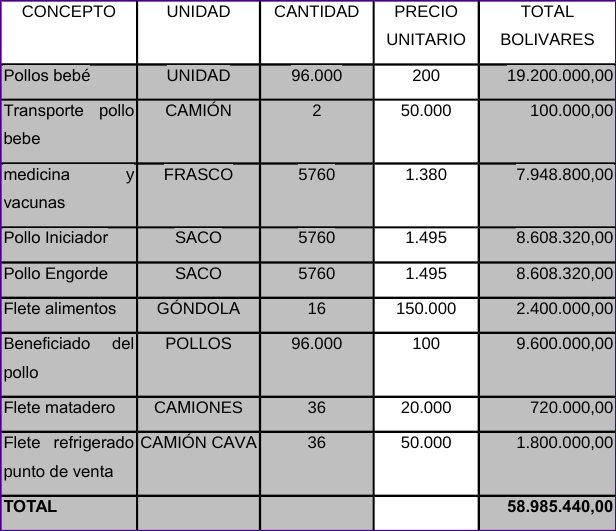 CONCEPTO UNIDAD CANTIDAD PRECIO UNITARIO TOTAL BOLIVARES
Pollos bebé UNIDAD 96.000 200 19.200.000,00
Transporte pollo bebe CAMIÓN 2 50.000 100.000,00
medicina y vacunas FRASCO 5760 1.380 7.948.800,00
Pollo Iniciador SACO 5760 1.495 8.608.320,00
Pollo Engorde SACO 5760 1.495 8.608.320,00
Flete alimentos GÓNDOLA 16 150.000 2.400.000,00
Beneficiado del pollo POLLOS 96.000 100 9.600.000,00
Flete matadero CAMIONES 36 20.000 720.000,00
Flete refrigerado punto de venta CAMIÓN CAVA 36 50.000 1.800.000,00
TOTAL 58.985.440,00